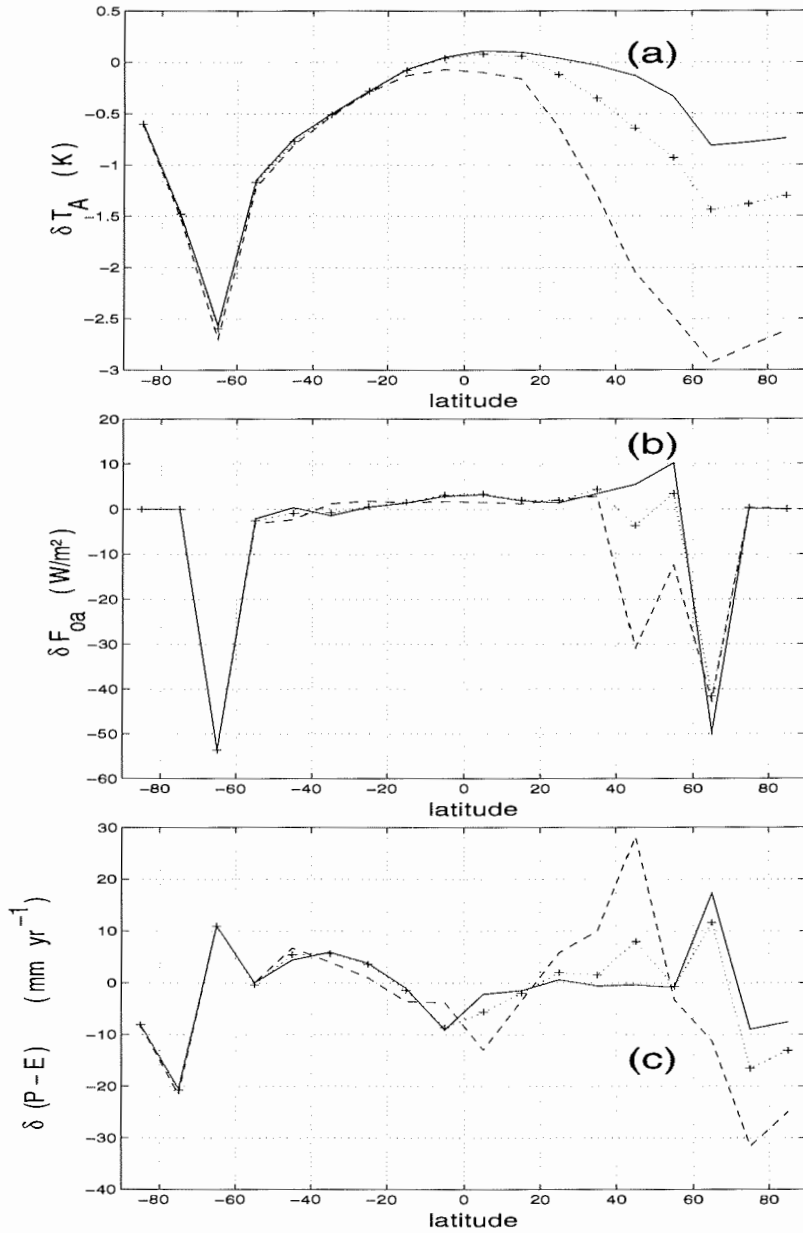 (a)
0.5
0
−0.5
−1
−1.5
−2
−2.5
−3
δ T_A (K)
−80 −60 −40 −20 0 20 40 60 80
latitude
(b)
20
10
0
−10
−20
−30
−40
−50
−60
δ F_oa (W/m²)
−80 −60 −40 −20 0 20 40 60 80
latitude
(c)
30
20
10
0
−10
−20
−30
−40
δ (P − E) (mm yr⁻¹)
−80 −60 −40 −20 0 20 40 60 80
latitude